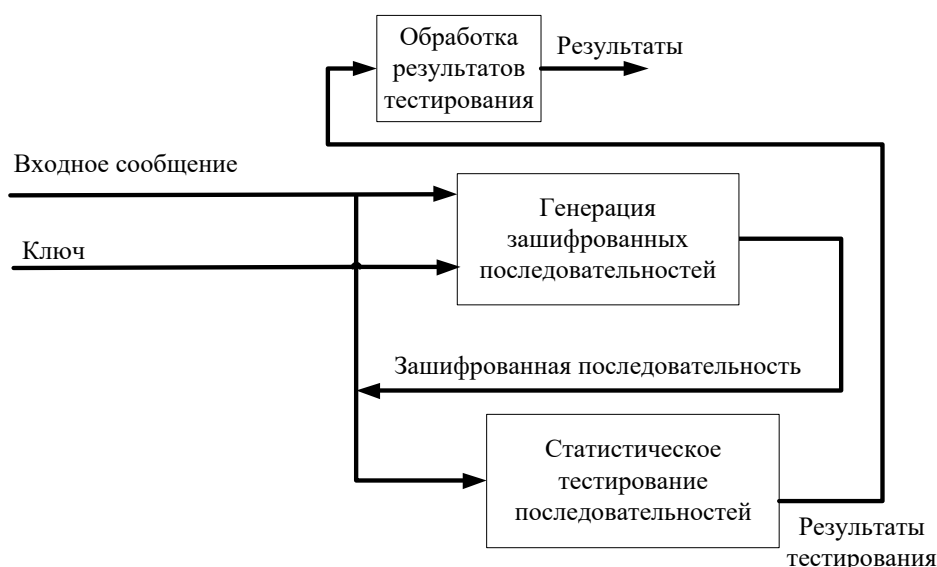 Обработка
результатов
тестирования
Результаты
Входное сообщение
Генерация
зашифрованных
последовательностей
Ключ
Зашифрованная последовательность
Статистическое
тестирование
последовательностей
Результаты
тестирования